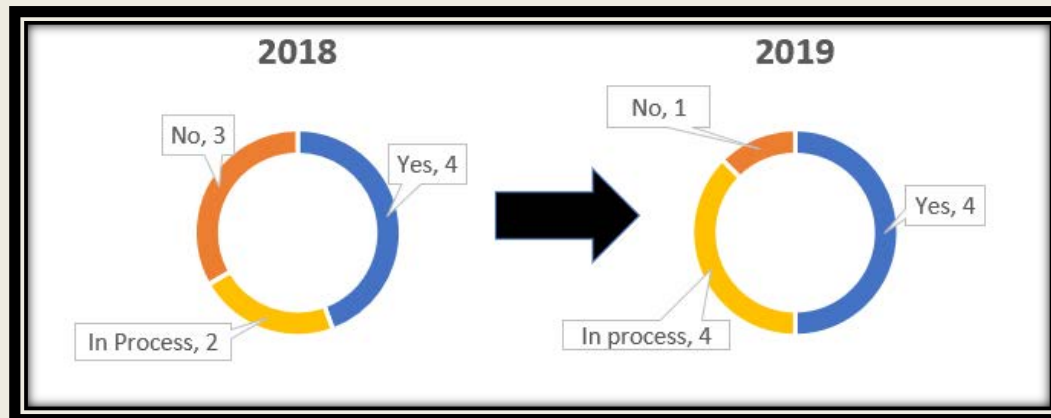 2018
2019
No, 3
Yes, 4
In Process, 2
No, 1
Yes, 4
In process, 4